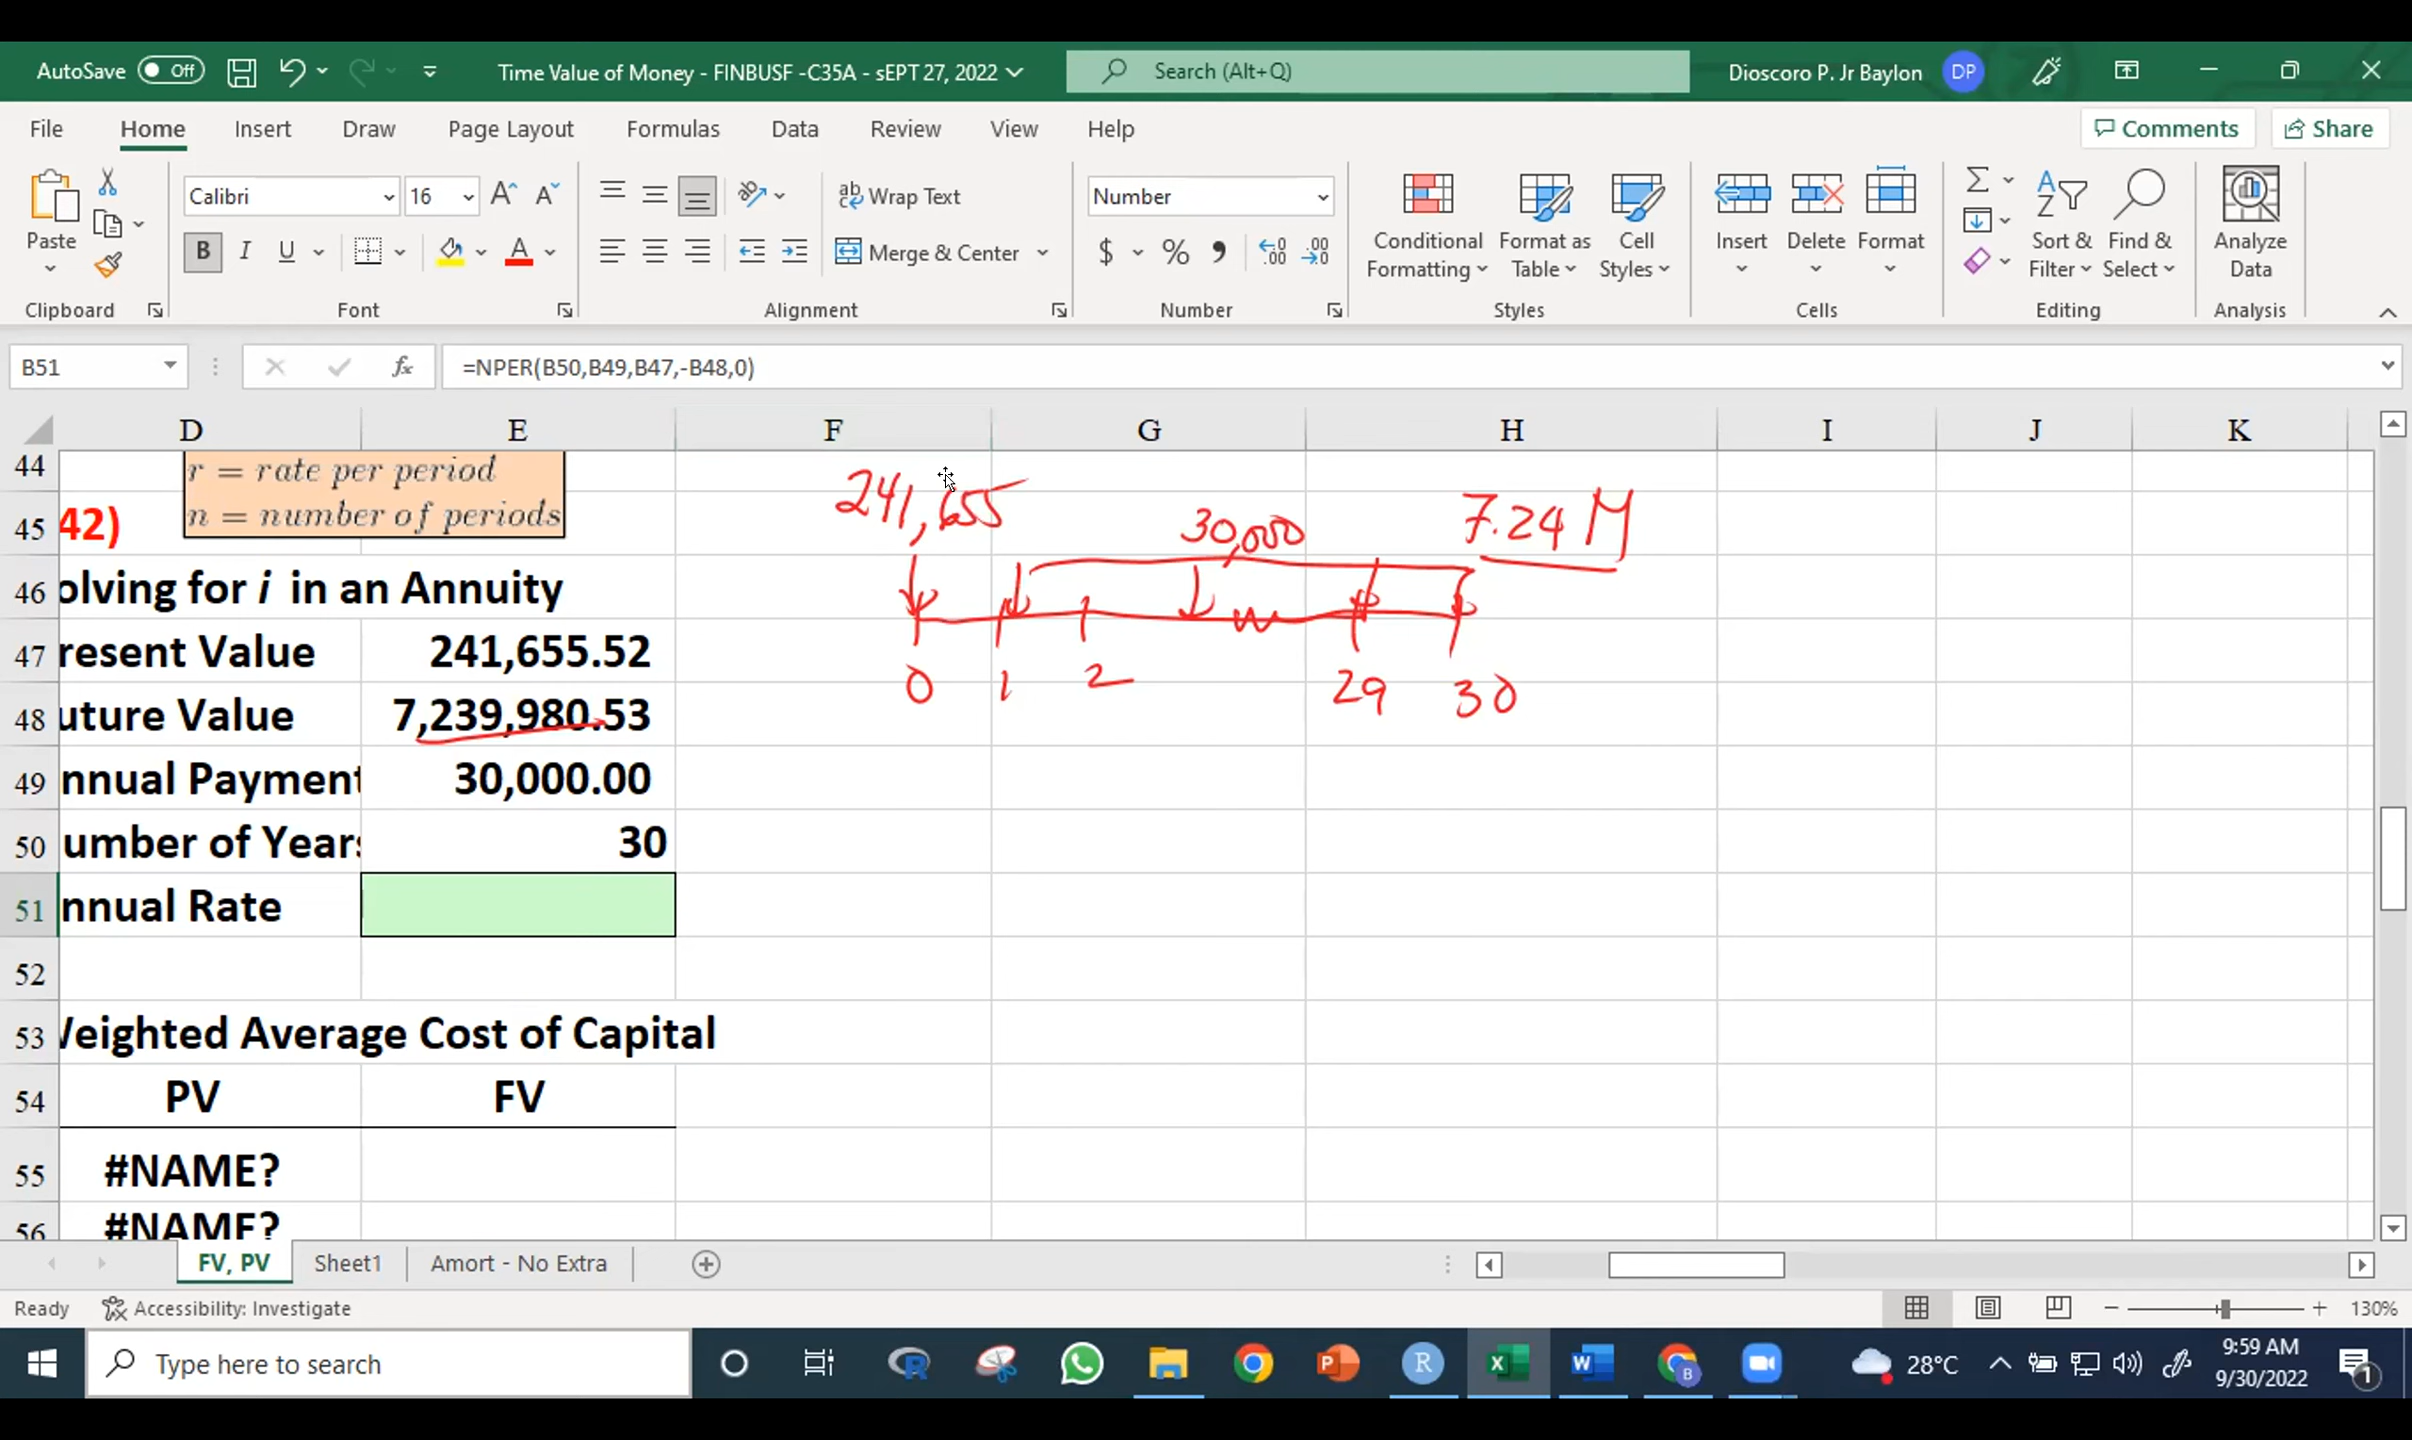 AutoSave Off Time Value of Money - FINBUSF -C35A - sEPT 27, 2022 Search (Alt+Q) Dioscoro P. Jr Baylon DP
File Home Insert Draw Page Layout Formulas Data Review View Help Comments Share
Paste Calibri 16 A A Wrap Text Number Conditional Formatting Format as Table Cell Styles Insert Delete Format Sort & Filter Find & Select Analyze Data
B I U A Merge & Center $ % 9
Clipboard Font Alignment Number Styles Cells Editing Analysis
B51 fx =NPER(B50,B49,B47,-B48,0)
D E F G H I J K
44 r = rate per period
241,655
45 42) n = number of periods
30,000 7.24 M
46 olving for i in an Annuity
47 resent Value 241,655.52
0 1 2 29 30
48 uture Value 7,239,980.53
49 nnual Payment 30,000.00
50 umber of Years 30
51 nnual Rate
52
53 Weighted Average Cost of Capital
54 PV FV
55 #NAME?
56 #NAME?
FV, PV Sheet1 Amort - No Extra
Ready Accessibility: Investigate 130%
Type here to search 28°C 9:59 AM
9/30/2022 1